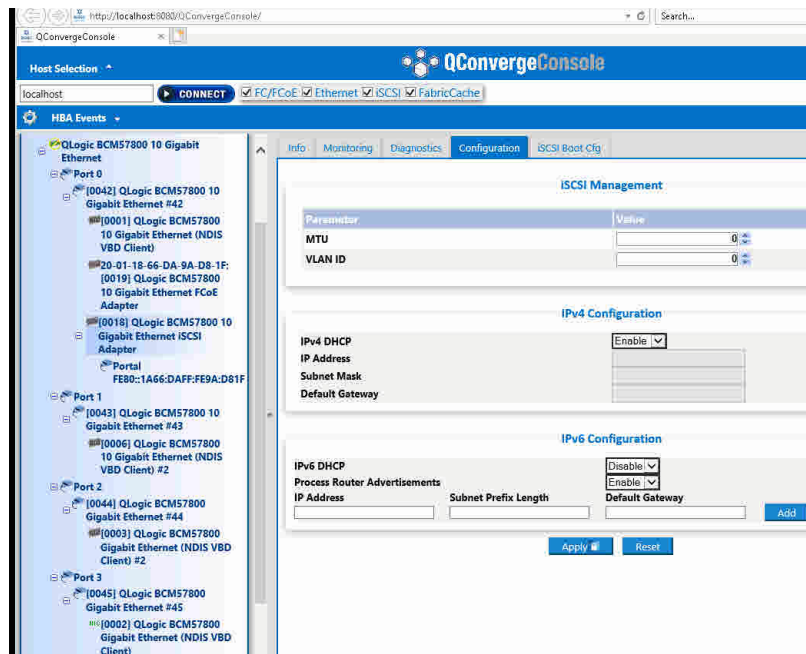 http://localhost:8080/QConvergeConsole/
Search...
QConvergeConsole
Host Selection
QConvergeConsole
localhost
CONNECT
FC/FCoE Ethernet iSCSI FabricCache
HBA Events
QLogic BCM57800 10 Gigabit
Ethernet
Port 0
[0042] QLogic BCM57800 10
Gigabit Ethernet #42
[0001] QLogic BCM57800
10 Gigabit Ethernet (NDIS
VBD Client)
20-01-18-66-DA-9A-D8-1F:
[0019] QLogic BCM57800
10 Gigabit Ethernet FCoE
Adapter
[0018] QLogic BCM57800 10
Gigabit Ethernet iSCSI
Adapter
Portal
FE80::1A66:DAFF:FE9A:D81F
Port 1
[0043] QLogic BCM57800 10
Gigabit Ethernet #43
[0006] QLogic BCM57800
10 Gigabit Ethernet (NDIS
VBD Client) #2
Port 2
[0044] QLogic BCM57800
Gigabit Ethernet #44
[0003] QLogic BCM57800
Gigabit Ethernet (NDIS VBD
Client) #2
Port 3
[0045] QLogic BCM57800
Gigabit Ethernet #45
[0002] QLogic BCM57800
Gigabit Ethernet (NDIS VBD
Client)
Info Monitoring Diagnostics Configuration iSCSI Boot Cfg
iSCSI Management
Parameter Value
MTU 0
VLAN ID 0
IPv4 Configuration
IPv4 DHCP Enable
IP Address
Subnet Mask
Default Gateway
IPv6 Configuration
IPv6 DHCP Disable
Process Router Advertisements Enable
IP Address Subnet Prefix Length Default Gateway
Add
Apply Reset